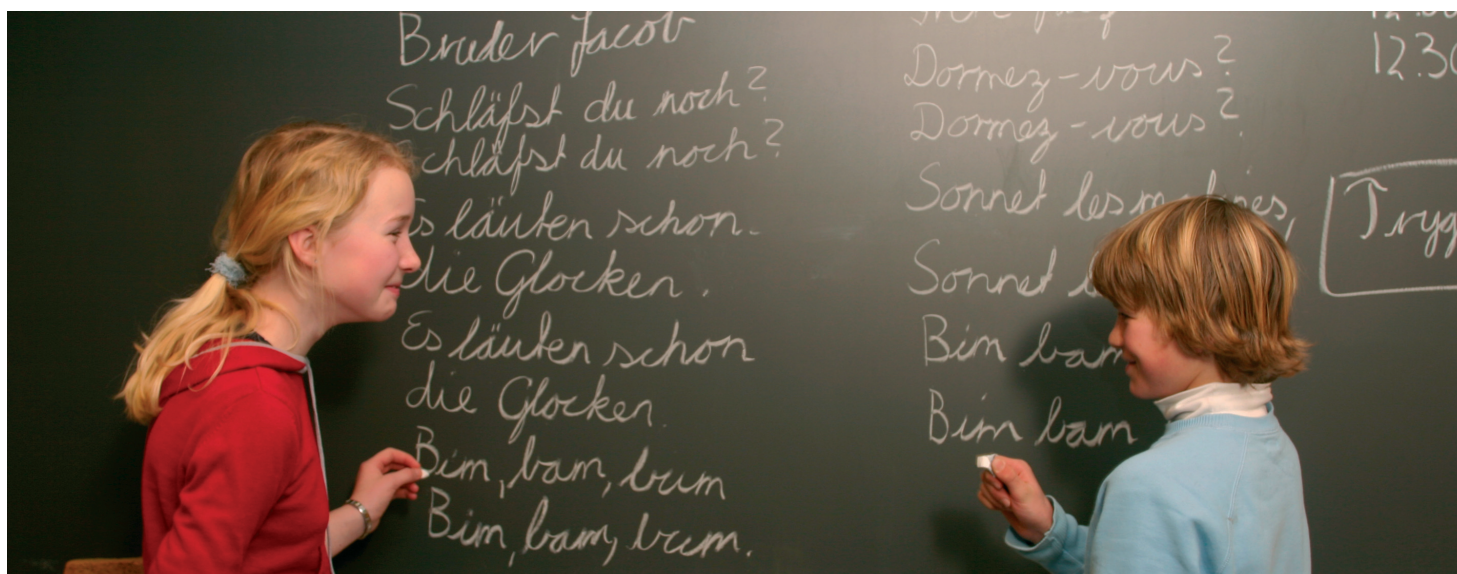 Bruder Jacob
Schläfst du noch?
Schläfst du noch?
Es läuten schon.
die Glocken.
Es läuten schon
die Glocken.
Bim, bam, bum
Bim, bam, bum.
Dormez-vous?
Dormez-vous?
Sonnet les
Sonnet
Bim bam
Bim bam
12.30